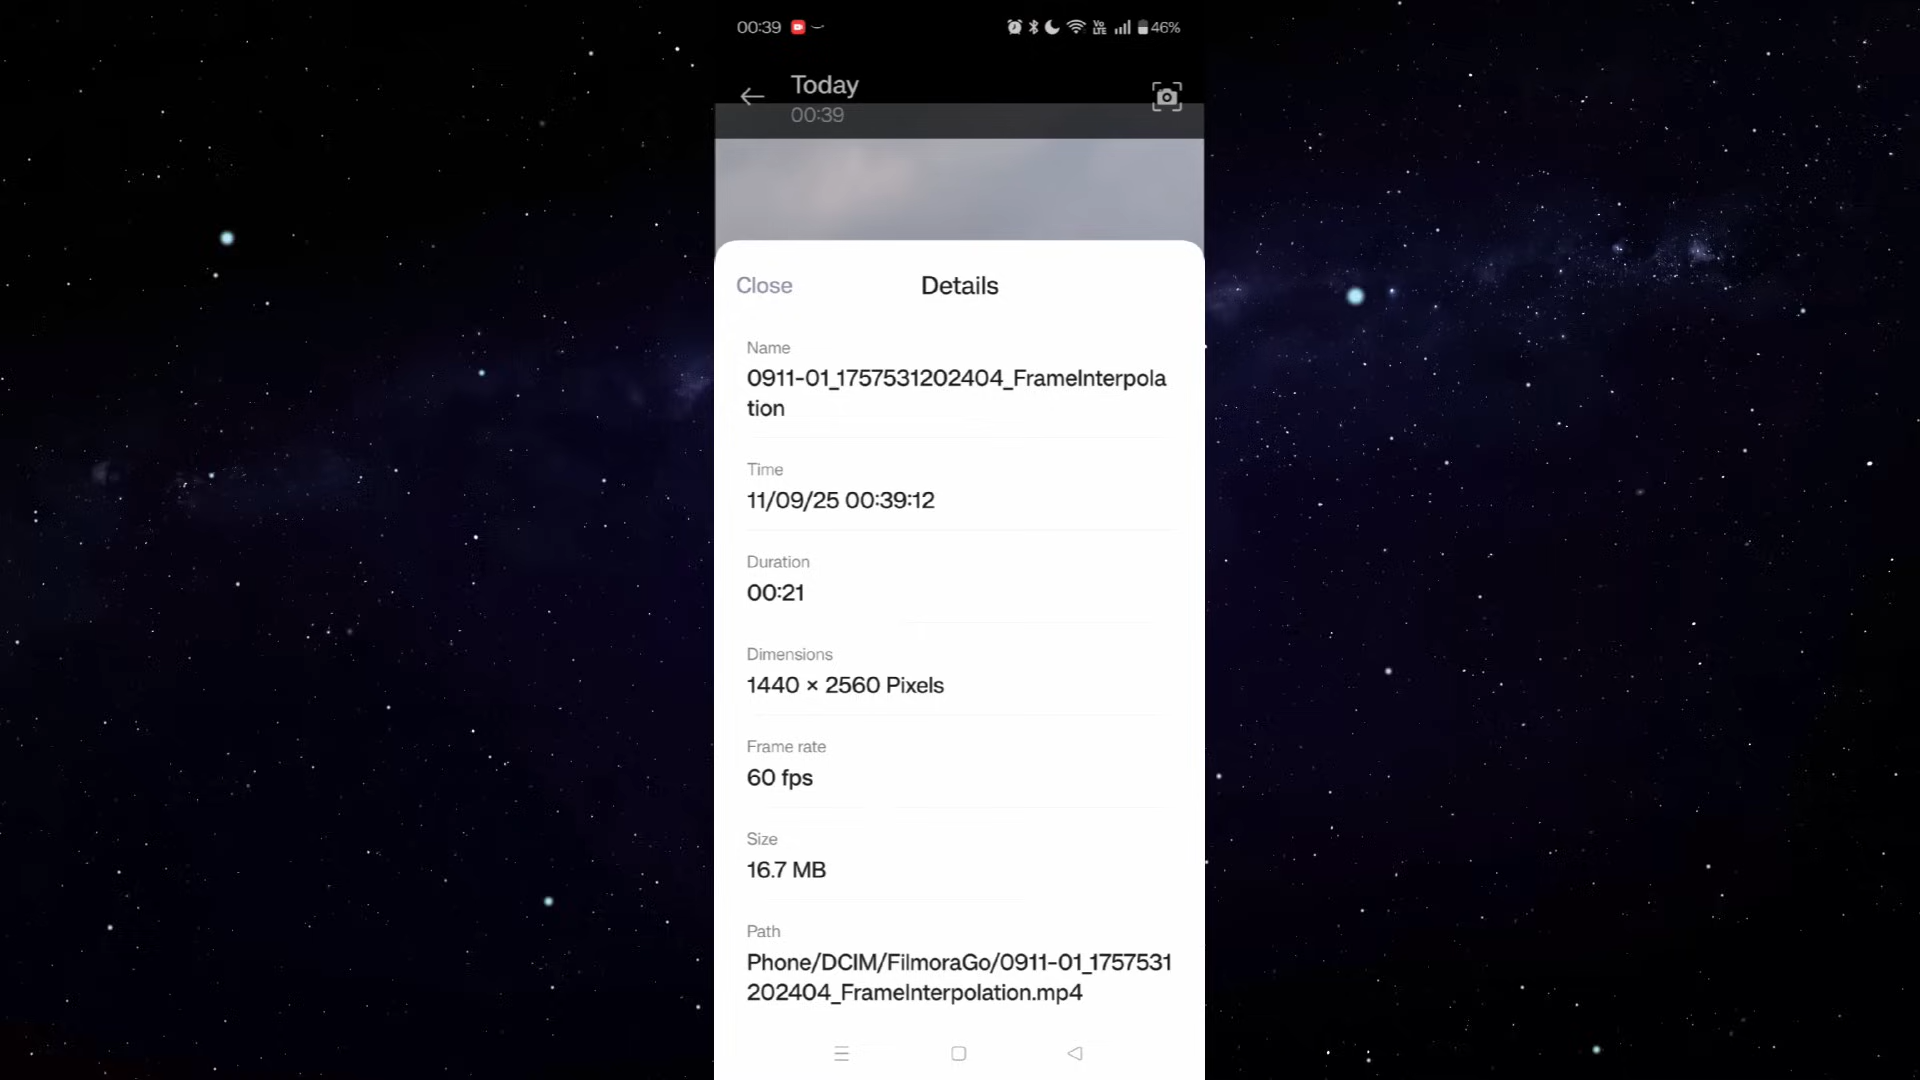 00:39
Vo
LTE
46%
Today
00:39
Close
Details
Name
0911-01_1757531202404_FrameInterpola
tion
Time
11/09/25 00:39:12
Duration
00:21
Dimensions
1440 × 2560 Pixels
Frame rate
60 fps
Size
16.7 MB
Path
Phone/DCIM/FilmoraGo/0911-01_1757531
202404_FrameInterpolation.mp4